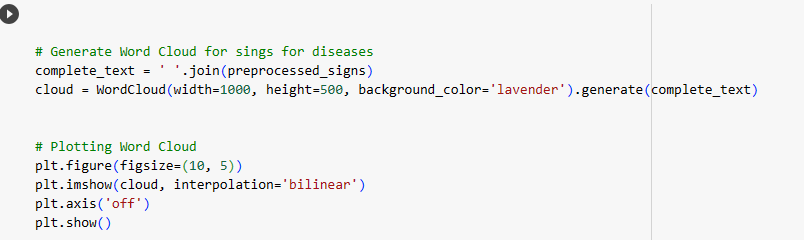 # Generate Word Cloud for sings for diseases
complete_text = ' '.join(preprocessed_signs)
cloud = WordCloud(width=1000, height=500, background_color='lavender').generate(complete_text)
# Plotting Word Cloud
plt.figure(figsize=(10, 5))
plt.imshow(cloud, interpolation='bilinear')
plt.axis('off')
plt.show()